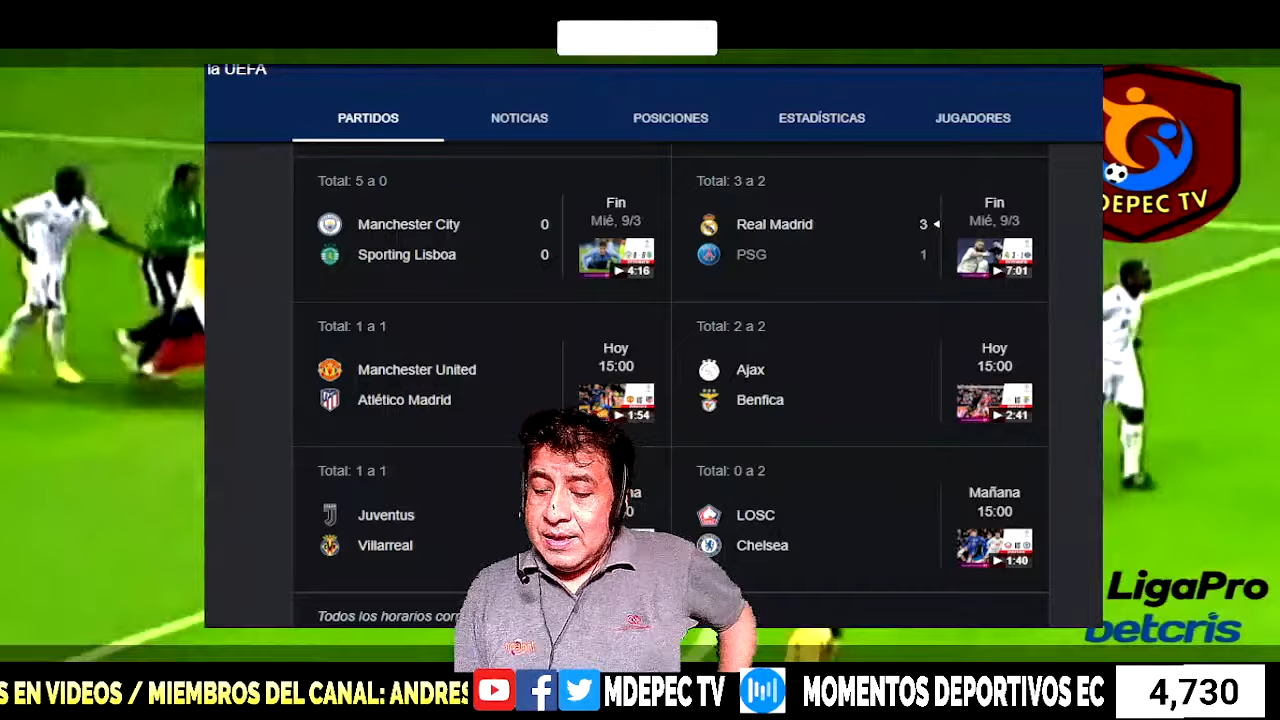 la UEFA
PARTIDOS
NOTICIAS
POSICIONES
ESTADÍSTICAS
JUGADORES
Total: 5 a 0
Manchester City 0
Sporting Lisboa 0
Fin
Mié, 9/3
4:16
Total: 3 a 2
Real Madrid 3
PSG 1
Fin
Mié, 9/3
7:01
Total: 1 a 1
Manchester United
Atlético Madrid
Hoy
15:00
1:54
Total: 2 a 2
Ajax
Benfica
Hoy
15:00
2:41
Total: 1 a 1
Juventus
Villarreal
Total: 0 a 2
LOSC
Chelsea
Mañana
15:00
1:40
Todos los horarios
DEPEC TV
LigaPro
betcris
S EN VIDEOS / MIEMBROS DEL CANAL: ANDRES
MDEPEC TV
MOMENTOS DEPORTIVOS EC
4,730